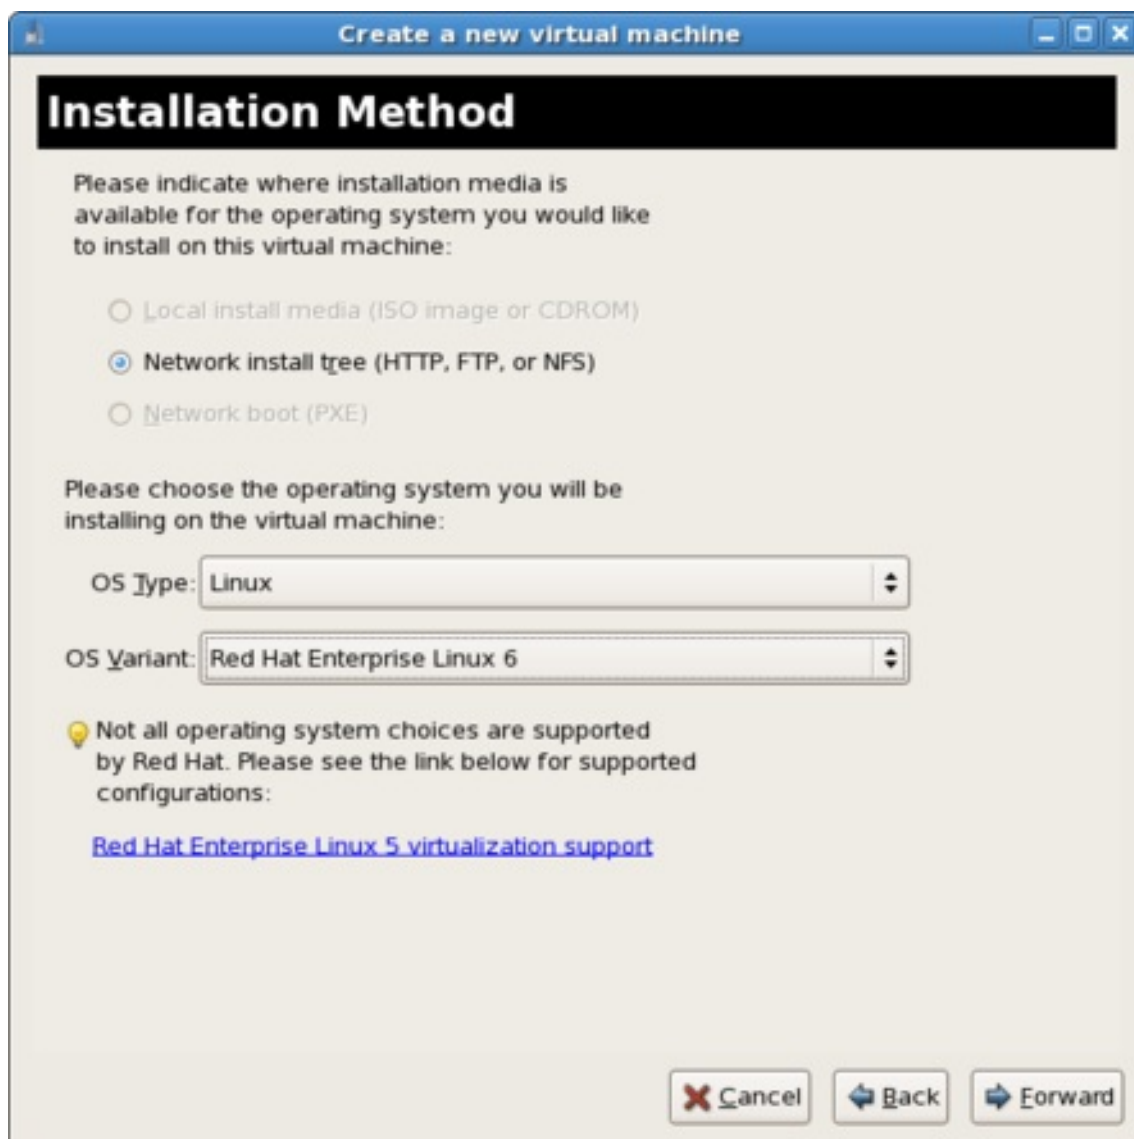 Create a new virtual machine
Installation Method
Please indicate where installation media is
available for the operating system you would like
to install on this virtual machine:
Local install media (ISO image or CDROM)
Network install tree (HTTP, FTP, or NFS)
Network boot (PXE)
Please choose the operating system you will be
installing on the virtual machine:
OS Type: Linux
OS Variant: Red Hat Enterprise Linux 6
Not all operating system choices are supported
by Red Hat. Please see the link below for supported
configurations:
Red Hat Enterprise Linux 5 virtualization support
Cancel Back Forward